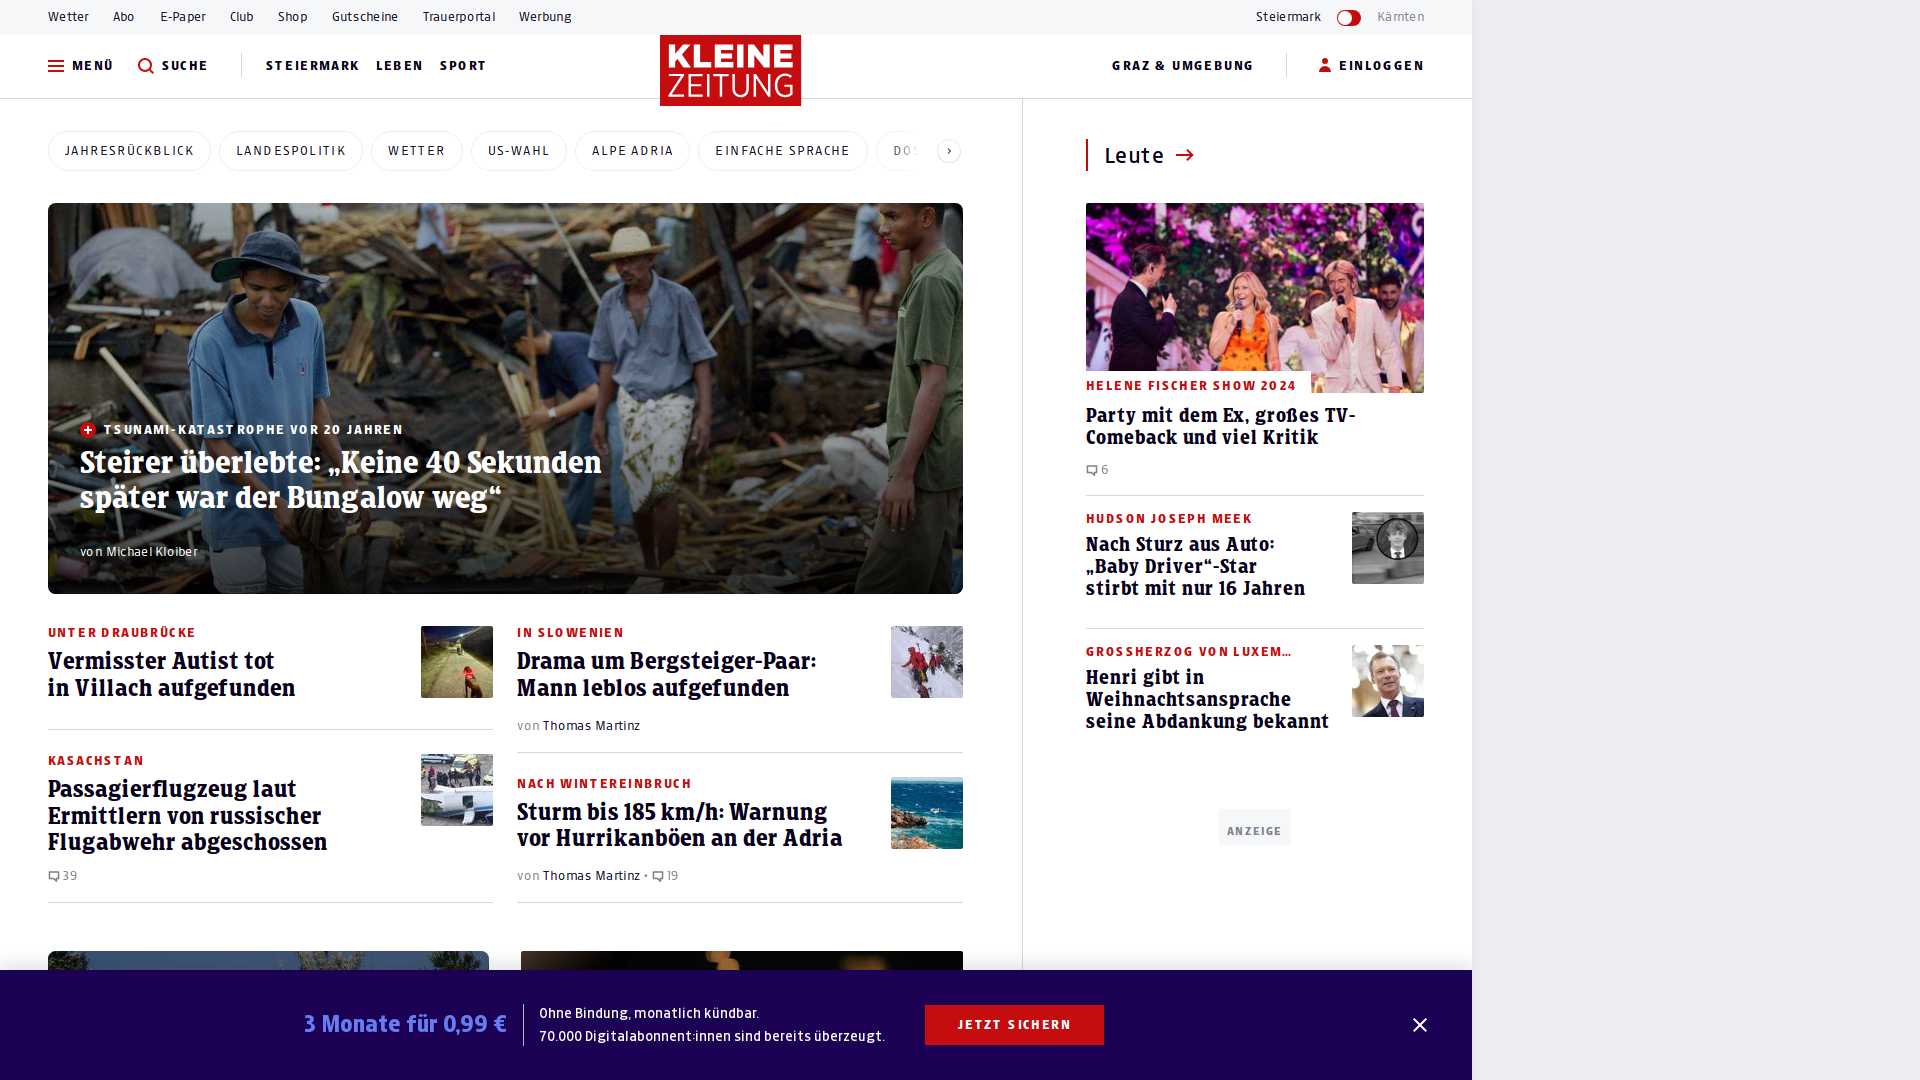 Wetter
Abo
E-Paper
Club
Shop
Gutscheine
Trauerportal
Werbung
Steiermark
Kärnten
MENÜ
SUCHE
STEIERMARK
LEBEN
SPORT
KLEINE
ZEITUNG
GRAZ & UMGEBUNG
EINLOGGEN
JAHRESRÜCKBLICK
LANDESPOLITIK
WETTER
US-WAHL
ALPE ADRIA
EINFACHE SPRACHE
TSUNAMI-KATASTROPHE VOR 20 JAHREN
Steirer überlebte: „Keine 40 Sekunden
später war der Bungalow weg“
von Michael Kloiber
UNTER DRAUBRÜCKE
Vermisster Autist tot
in Villach aufgefunden
KASACHSTAN
Passagierflugzeug laut
Ermittlern von russischer
Flugabwehr abgeschossen
39
IN SLOWENIEN
Drama um Bergsteiger-Paar:
Mann leblos aufgefunden
von Thomas Martinz
NACH WINTEREINBRUCH
Sturm bis 185 km/h: Warnung
vor Hurrikanböen an der Adria
von Thomas Martinz • 19
Leute
HELENE FISCHER SHOW 2024
Party mit dem Ex, großes TV-
Comeback und viel Kritik
6
HUDSON JOSEPH MEEK
Nach Sturz aus Auto:
„Baby Driver“-Star
stirbt mit nur 16 Jahren
GROSSHERZOG VON LUXEM...
Henri gibt in
Weihnachtsansprache
seine Abdankung bekannt
ANZEIGE
3 Monate für 0,99 €
Ohne Bindung, monatlich kündbar.
70.000 Digitalabonnent:innen sind bereits überzeugt.
JETZT SICHERN